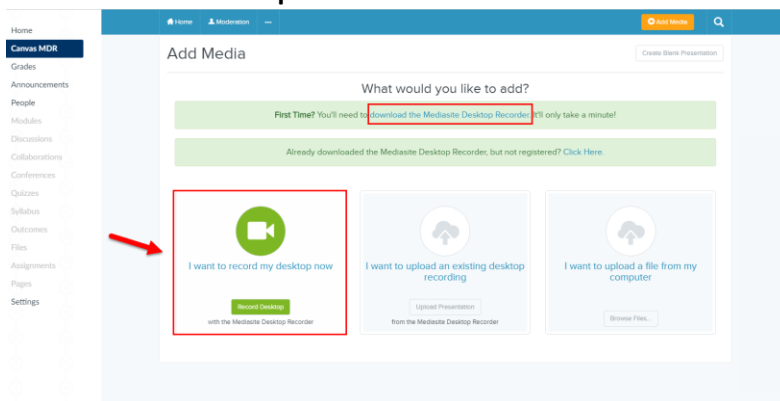 Home
Canvas MDR
Grades
Announcements
People
Modules
Discussions
Collaborations
Conferences
Quizzes
Syllabus
Outcomes
Files
Assignments
Pages
Settings
Home Moderation ...
Add Media
Add Media
Create Blank Presentation
What would you like to add?
First Time? You'll need to download the Mediasite Desktop Recorder. It'll only take a minute!
Already downloaded the Mediasite Desktop Recorder, but not registered? Click Here.
I want to record my desktop now
Record Desktop
with the Mediasite Desktop Recorder
I want to upload an existing desktop
recording
Upload Presentation
from the Mediasite Desktop Recorder
I want to upload a file from my
computer
Browse Files...